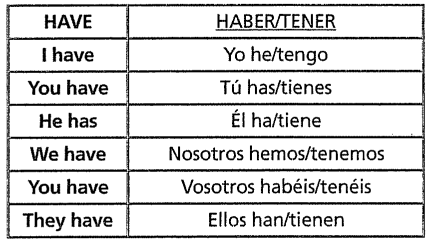 HAVE HABER/TENER
I have Yo he/tengo
You have Tú has/tienes
He has Él ha/tiene
We have Nosotros hemos/tenemos
You have Vosotros habéis/tenéis
They have Ellos han/tienen